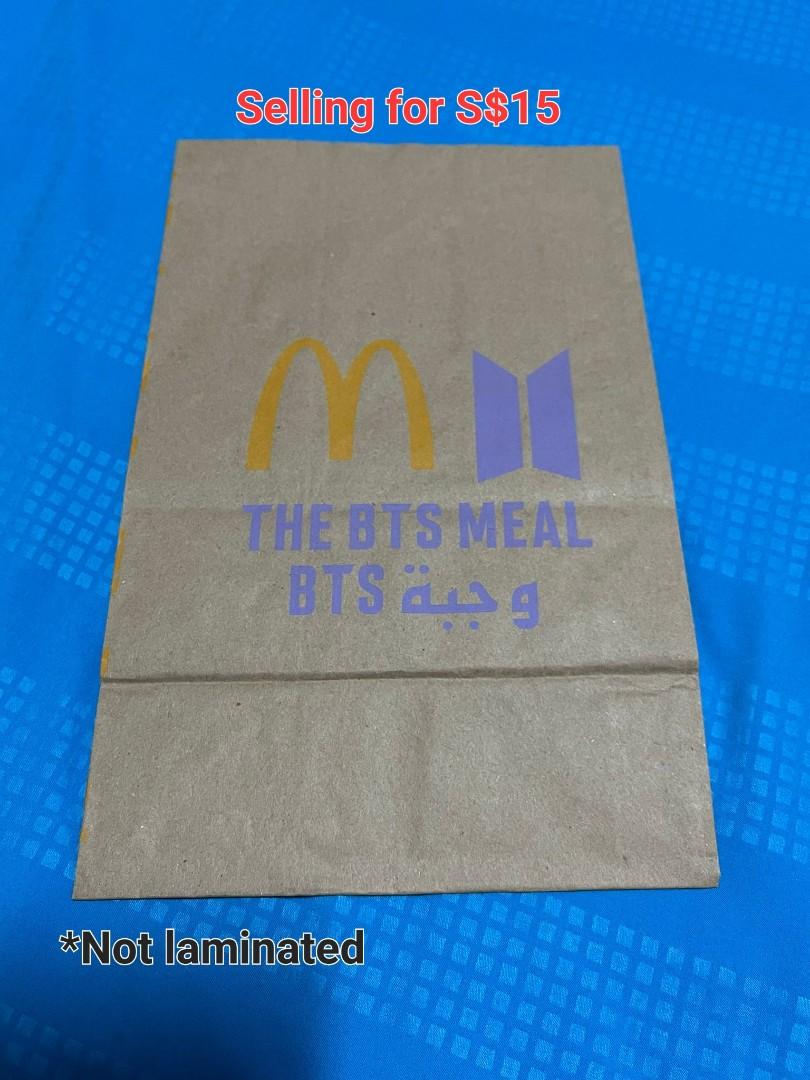 Selling for S$15
THE BTS MEAL
وجبة BTS
*Not laminated